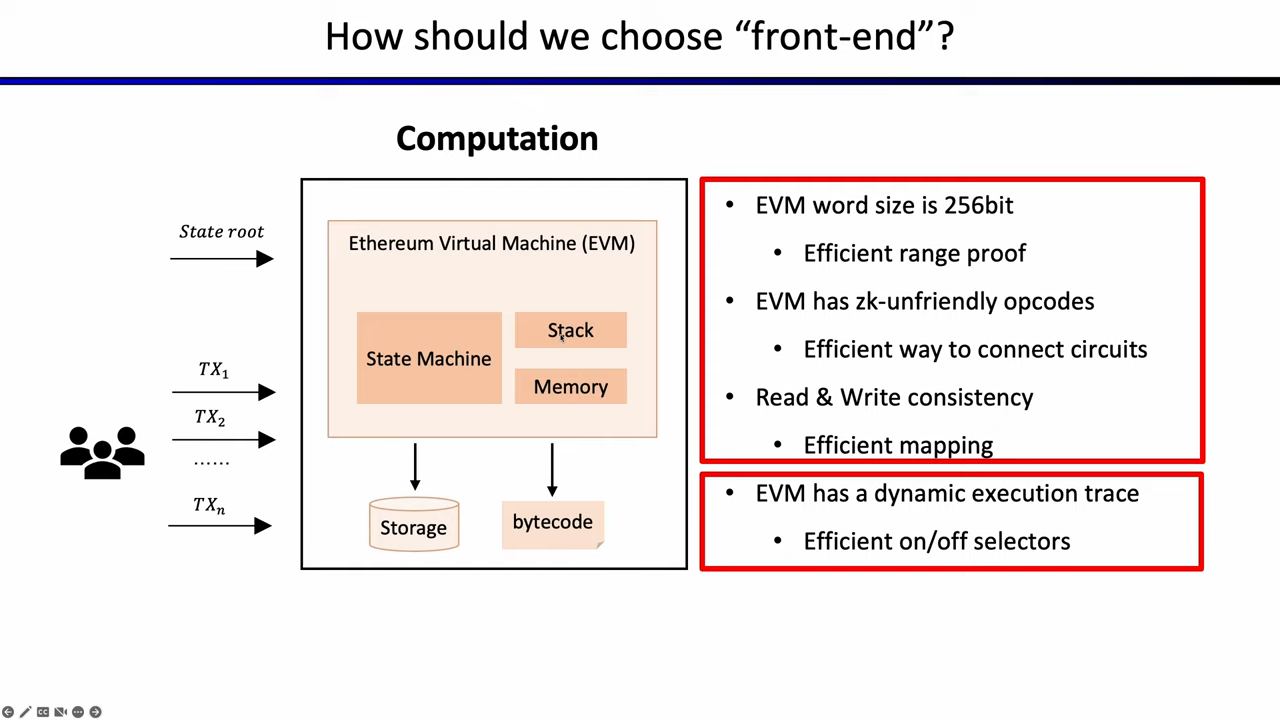 How should we choose “front-end”?
Computation
State root
TX1
TX2
......
TXn
Ethereum Virtual Machine (EVM)
State Machine
Stack
Memory
Storage
bytecode
• EVM word size is 256bit
• Efficient range proof
• EVM has zk-unfriendly opcodes
• Efficient way to connect circuits
• Read & Write consistency
• Efficient mapping
• EVM has a dynamic execution trace
• Efficient on/off selectors